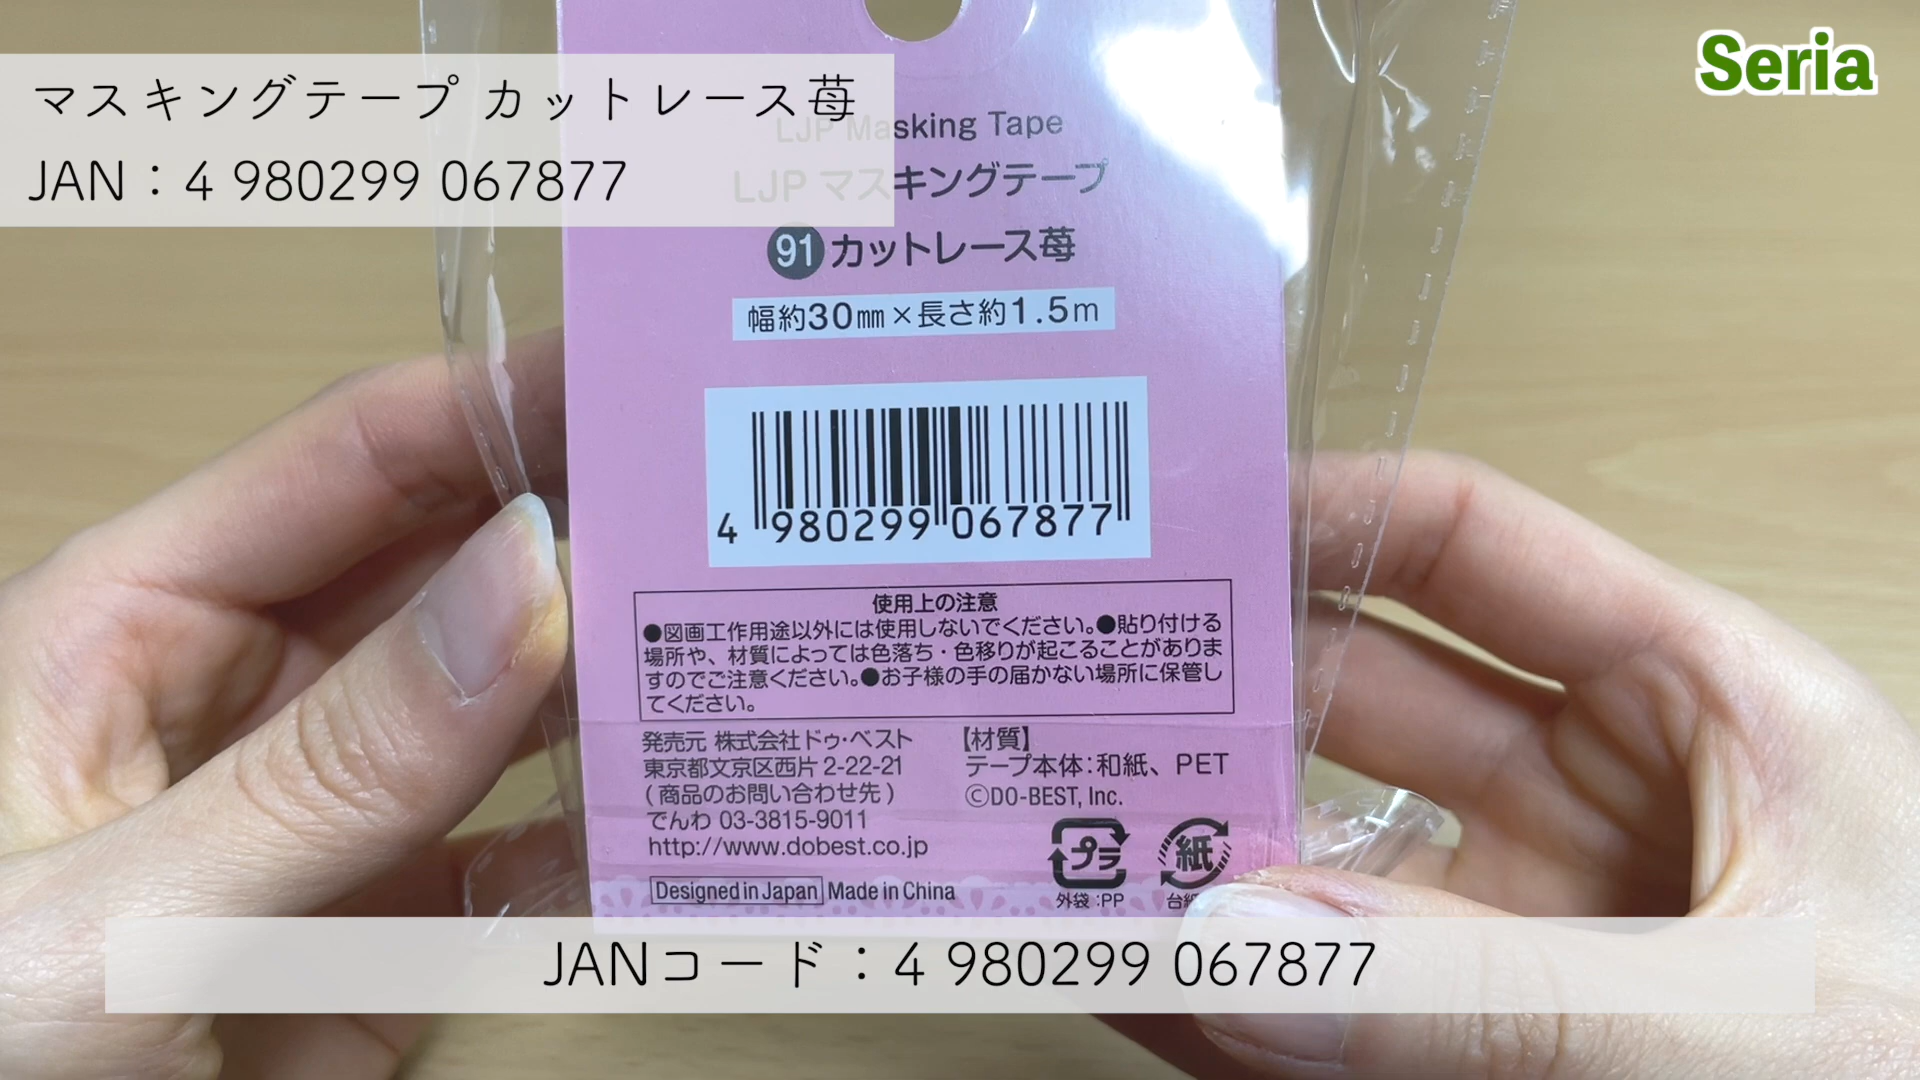 Seria
マスキングテープ カットレース苺
JAN：4 980299 067877
LJP Masking Tape
LJP マスキングテープ
91 カットレース苺
幅約30㎜×長さ約1.5m
4 980299 067877
使用上の注意
●図画工作用途以外には使用しないでください。●貼り付ける
場所や、材質によっては色落ち・色移りが起こることがありま
すのでご注意ください。●お子様の手の届かない場所に保管し
てください。
発売元 株式会社ドゥ・ベスト
東京都文京区西片 2-22-21
(商品のお問い合わせ先)
でんわ 03-3815-9011
http://www.dobest.co.jp
Designed in Japan Made in China
【材質】
テープ本体：和紙、PET
©DO-BEST, Inc.
プラ
外袋：PP
紙
JANコード：4 980299 067877